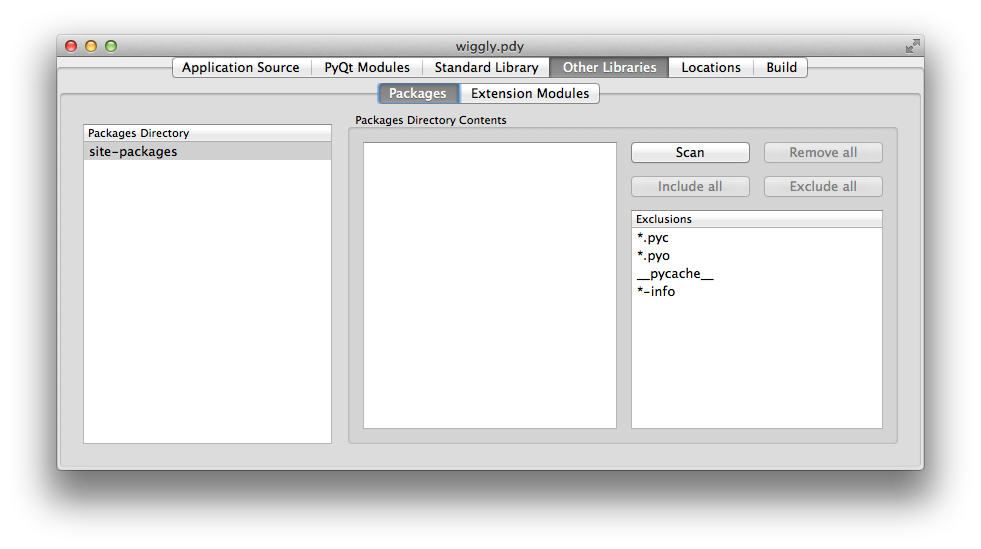 wiggly.pdy
Application Source PyQt Modules Standard Library Other Libraries Locations Build
Packages Extension Modules
Packages Directory
site-packages
Packages Directory Contents
Scan Remove all
Include all Exclude all
Exclusions
*.pyc
*.pyo
__pycache__
*-info